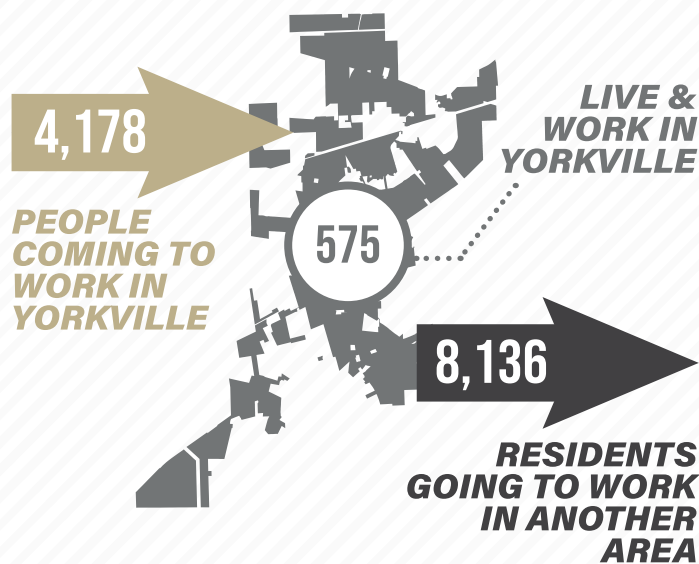 4,178
PEOPLE
COMING TO
WORK IN
YORKVILLE
LIVE &
WORK IN
YORKVILLE
575
8,136
RESIDENTS
GOING TO WORK
IN ANOTHER
AREA